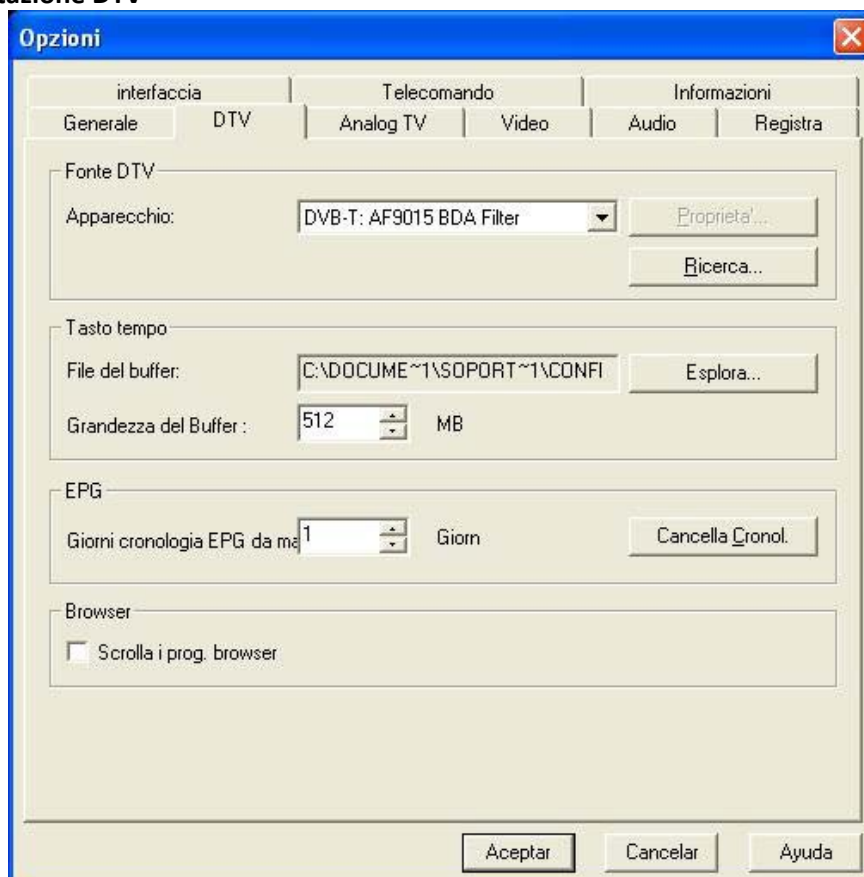 tazione DTV
Opzioni
interfaccia Telecomando Informazioni
Generale DTV Analog TV Video Audio Registra
Fonte DTV
Apparecchio: DVB-T: AF9015 BDA Filter Proprieta'...
Ricerca...
Tasto tempo
File del buffer: C:\DOCUME~1\SOPORT~1\CONFI Esplora...
Grandezza del Buffer : 512 MB
EPG
Giorni cronologia EPG da ma 1 Giorn Cancella Cronol.
Browser
Scrolla i prog. browser
Aceptar Cancelar Ayuda